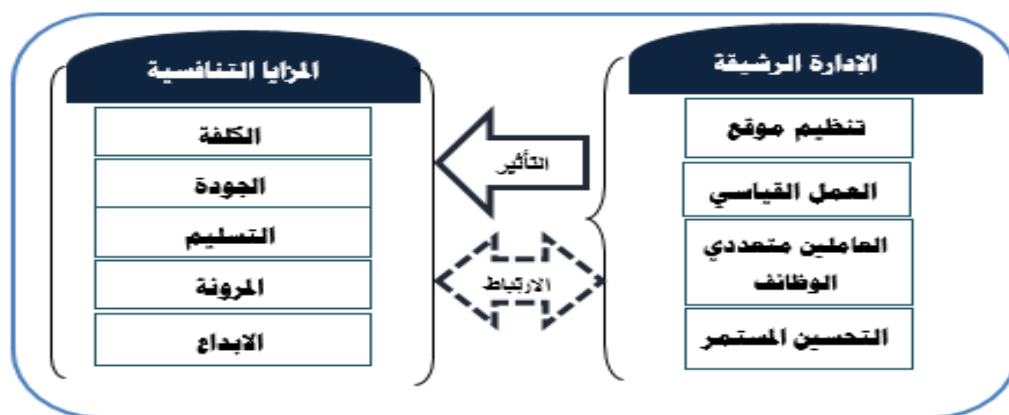 الإدارة الرشيقة
تنظيم موقع
العمل القياسي
العاملين متعددي
الوظائف
التحسين المستمر
التأثير
الارتباط
المزايا التنافسية
الكلفة
الجودة
التسليم
المرونة
الابداع